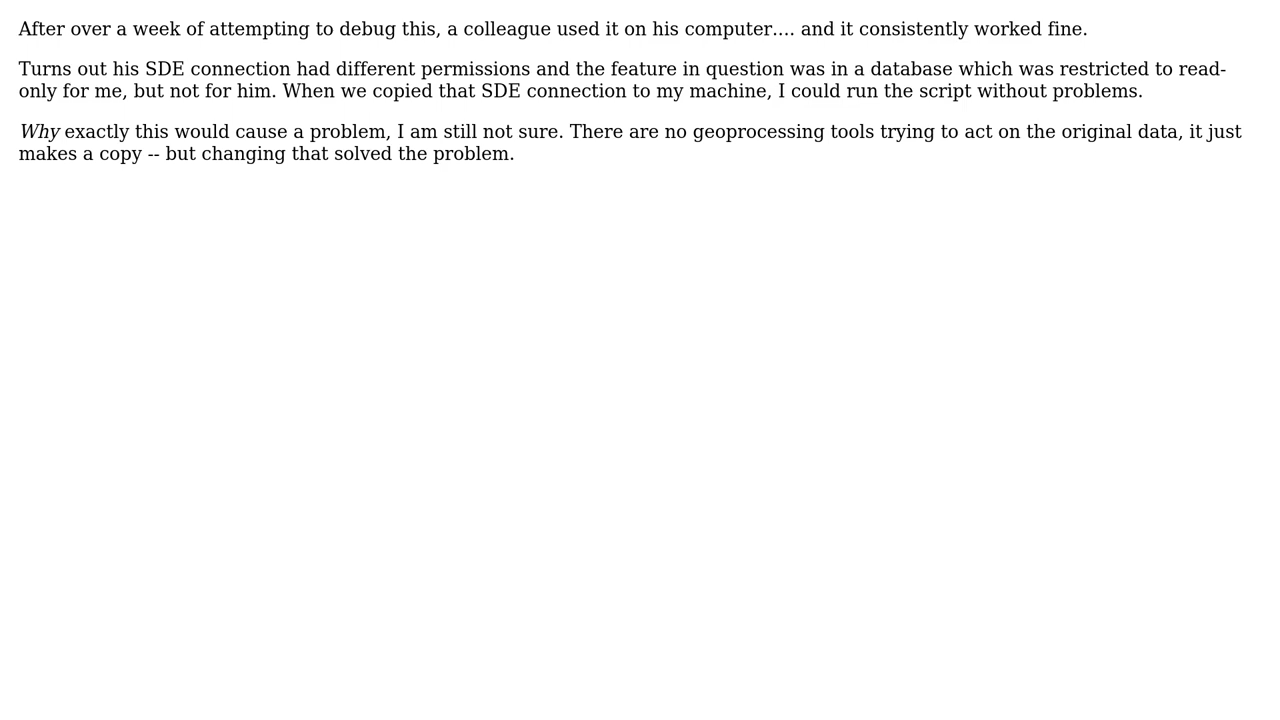 After over a week of attempting to debug this, a colleague used it on his computer.... and it consistently worked fine.
Turns out his SDE connection had different permissions and the feature in question was in a database which was restricted to read-
only for me, but not for him. When we copied that SDE connection to my machine, I could run the script without problems.
Why exactly this would cause a problem, I am still not sure. There are no geoprocessing tools trying to act on the original data, it just
makes a copy -- but changing that solved the problem.